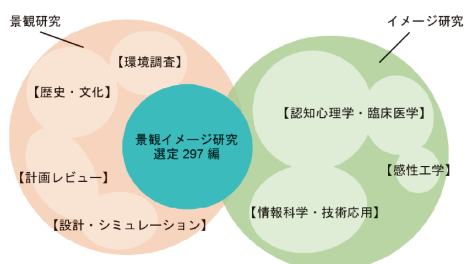 景観研究
イメージ研究
【環境調査】
【歴史・文化】
【認知心理学・臨床医学】
景観イメージ研究
選定 297 編
【感性工学】
【計画レビュー】
【設計・シミュレーション】
【情報科学・技術応用】